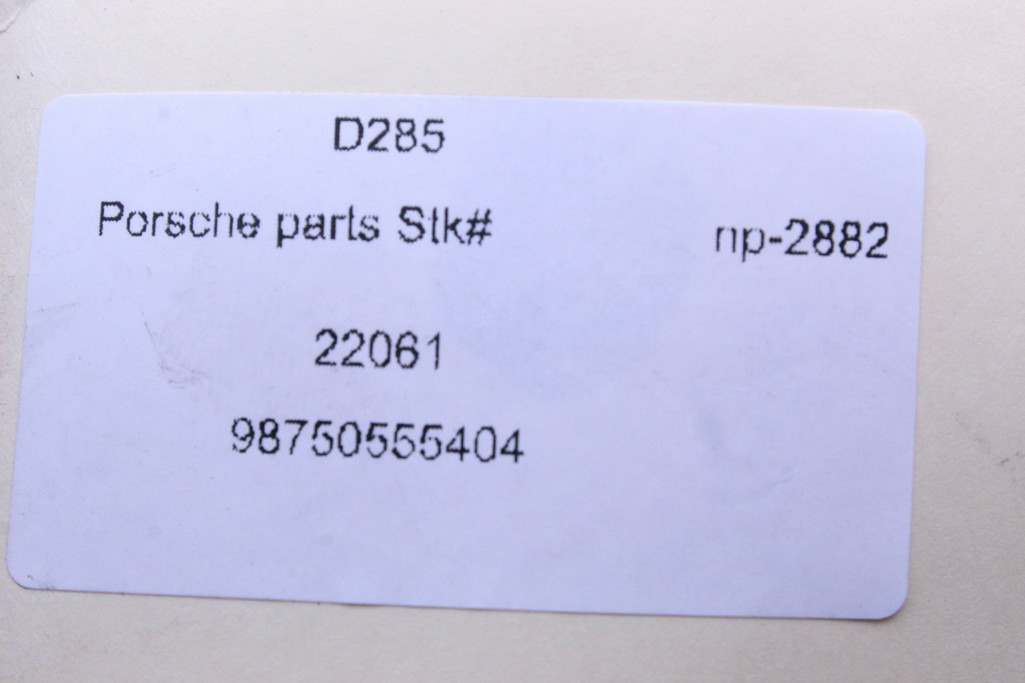 D285
Porsche parts Stk# np-2882
22061
98750555404